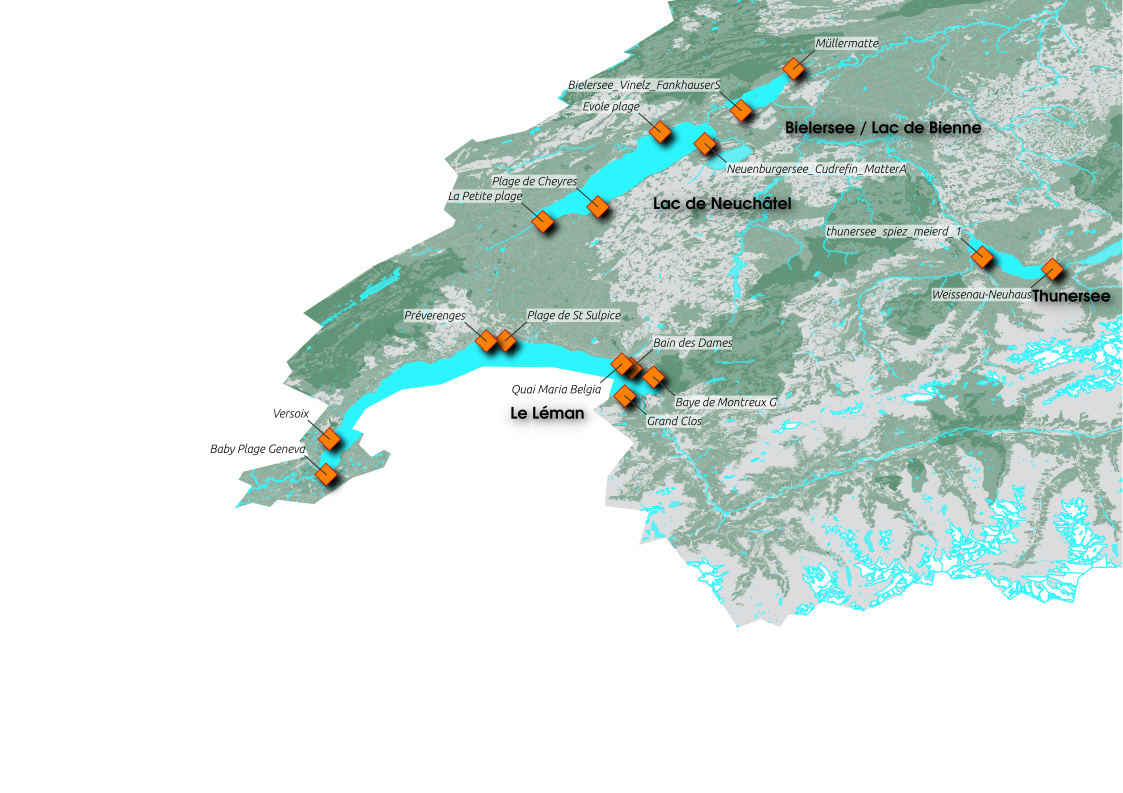 Müllermatte
Bielersee_Vinelz_FankhauserS
Evole plage
Bielersee / Lac de Bienne
Neuenburgersee_Cudrefin_MatterA
Plage de Cheyres
La Petite plage
Lac de Neuchâtel
thunersee_spiez_meierd_1
Weissenau-Neuhaus
Thunersee
Préverenges
Plage de St Sulpice
Bain des Dames
Quai Maria Belgia
Baye de Montreux G
Le Léman
Grand Clos
Versoix
Baby Plage Geneva